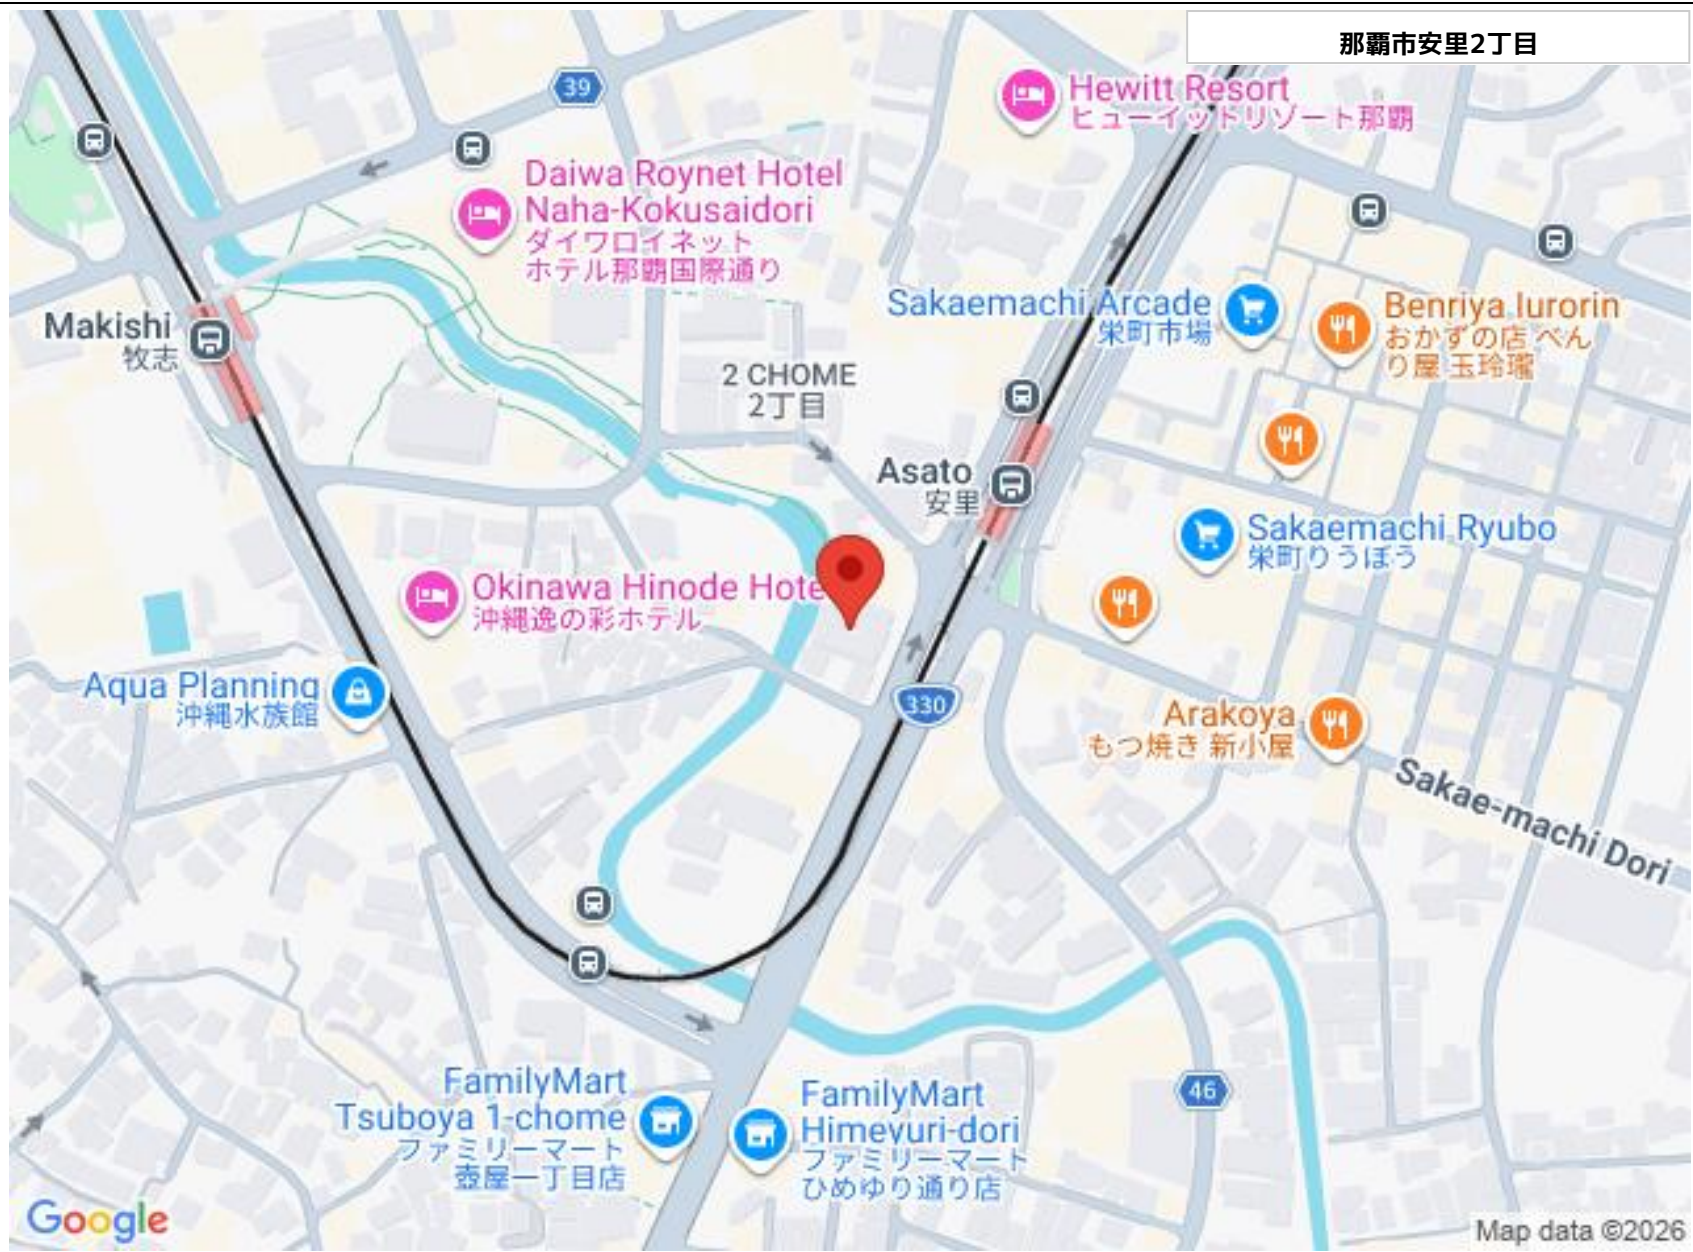 那覇市安里2丁目
39
Hewitt Resort
ヒューイットリゾート那覇
Daiwa Roynet Hotel
Naha-Kokusaidori
ダイワロイネット
ホテル那覇国際通り
Makishi
牧志
Sakaemachi Arcade
栄町市場
Benriya Iurorin
おかずの店 べん
り屋 玉玲瓏
2 CHOME
2丁目
Asato
安里
Sakaemachi Ryubo
栄町りうぼう
Okinawa Hinode Hote
沖縄逸の彩ホテル
Aqua Planning
沖縄水族館
330
Arakoya
もつ焼き 新小屋
Sakae-machi Dori
FamilyMart
Tsuboya 1-chome
ファミリーマート
壺屋一丁目店
FamilyMart
Himeyuri-dori
ファミリーマート
ひめゆり通り店
46
Google
Map data ©2026